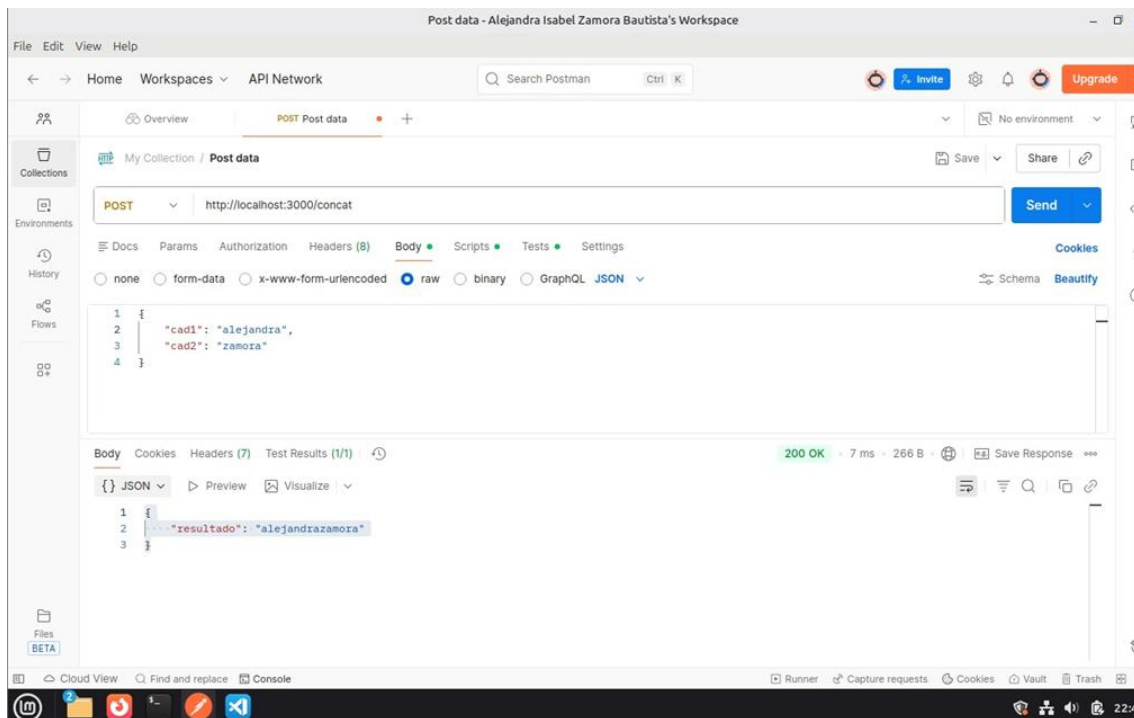 Post data - Alejandra Isabel Zamora Bautista's Workspace
File Edit View Help
Home Workspaces API Network Search Postman Ctrl K Invite Upgrade
Overview POST Post data No environment
Collections
HTTP My Collection / Post data Save Share
POST http://localhost:3000/concat Send
Environments
Docs Params Authorization Headers (8) Body Scripts Tests Settings Cookies
History
none form-data x-www-form-urlencoded raw binary GraphQL JSON Schema Beautify
Flows
1 {
2 "cad1": "alejandra",
3 "cad2": "zamora"
4 }
Body Cookies Headers (7) Test Results (1/1) 200 OK 7 ms 266 B Save Response
{} JSON Preview Visualize
1 {
2 "resultado": "alejandrazamora"
3 }
Files
BETA
Cloud View Find and replace Console Runner Capture requests Cookies Vault Trash
2